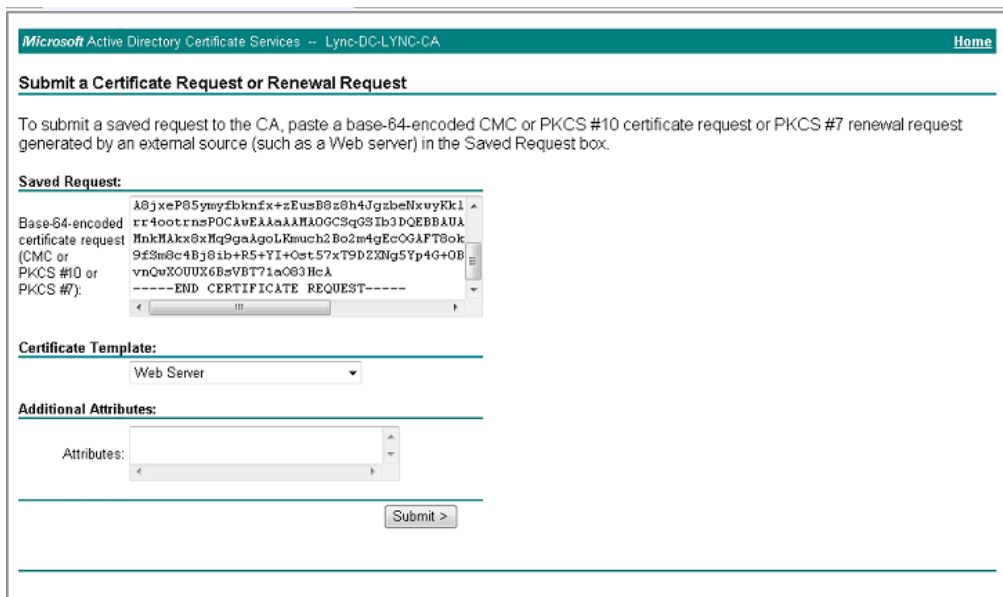 Microsoft Active Directory Certificate Services -- Lync-DC-LYNC-CA Home
Submit a Certificate Request or Renewal Request
To submit a saved request to the CA, paste a base-64-encoded CMC or PKCS #10 certificate request or PKCS #7 renewal request
generated by an external source (such as a Web server) in the Saved Request box.
Saved Request:
Base-64-encoded
certificate request
(CMC or
PKCS #10 or
PKCS #7):
A8jxeP85ymyfbknfx+zEusB8z8h4JgzbeNxwyKkl
rr4ootrnsPOCAwEAAaAAMA0GCSqGSIb3DQEBBAUA
MnkMAkx8xMq9gaAgoLKmuch2Bo2m4gEcOGAFT8ok
9fSm8c4Bj8ib+R5+YI+Ost57xT9DZXNg5Yp4G+OB
vnQwXOUUX6BsVBT71aO83HcA
-----END CERTIFICATE REQUEST-----
Certificate Template:
Web Server
Additional Attributes:
Attributes:
Submit >